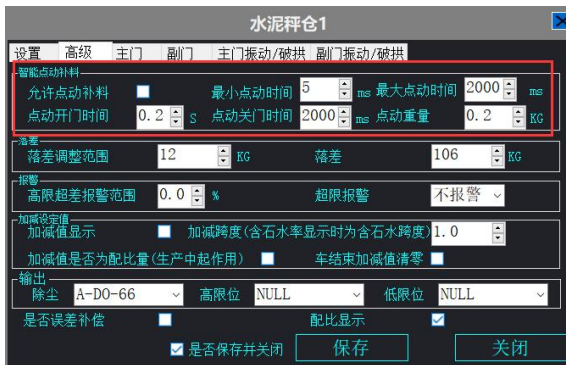 水泥秤仓1
设置 高级 主门 副门 主门振动/破拱 副门振动/破拱
智能点动补料
允许点动补料 最小点动时间 5 ms 最大点动时间 2000 ms
点动开门时间 0.2 S 点动关门时间 2000 ms 点动重量 0.2 KG
落差
落差调整范围 12 KG 落差 106 KG
报警
高限超差报警范围 0.0 % 超限报警 不报警
加减设定值
加减值显示 加减跨度(含石水率显示时为含石水跨度) 1.0
加减值是否为配比量(生产中起作用) 车结束加减值清零
输出
除尘 A-DO-66 高限位 NULL 低限位 NULL
是否误差补偿 配比显示
是否保存并关闭 保存 关闭